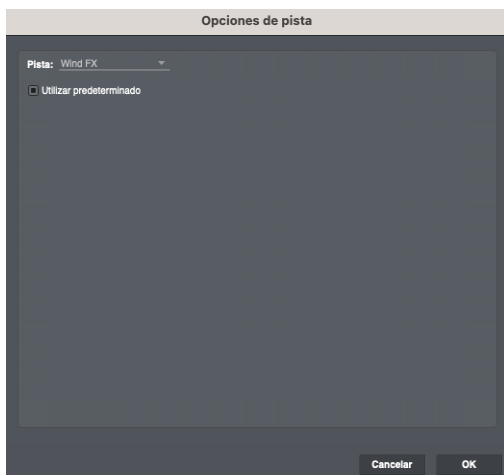 Opciones de pista
Pista: Wind FX
Utilizar predeterminado
Cancelar OK